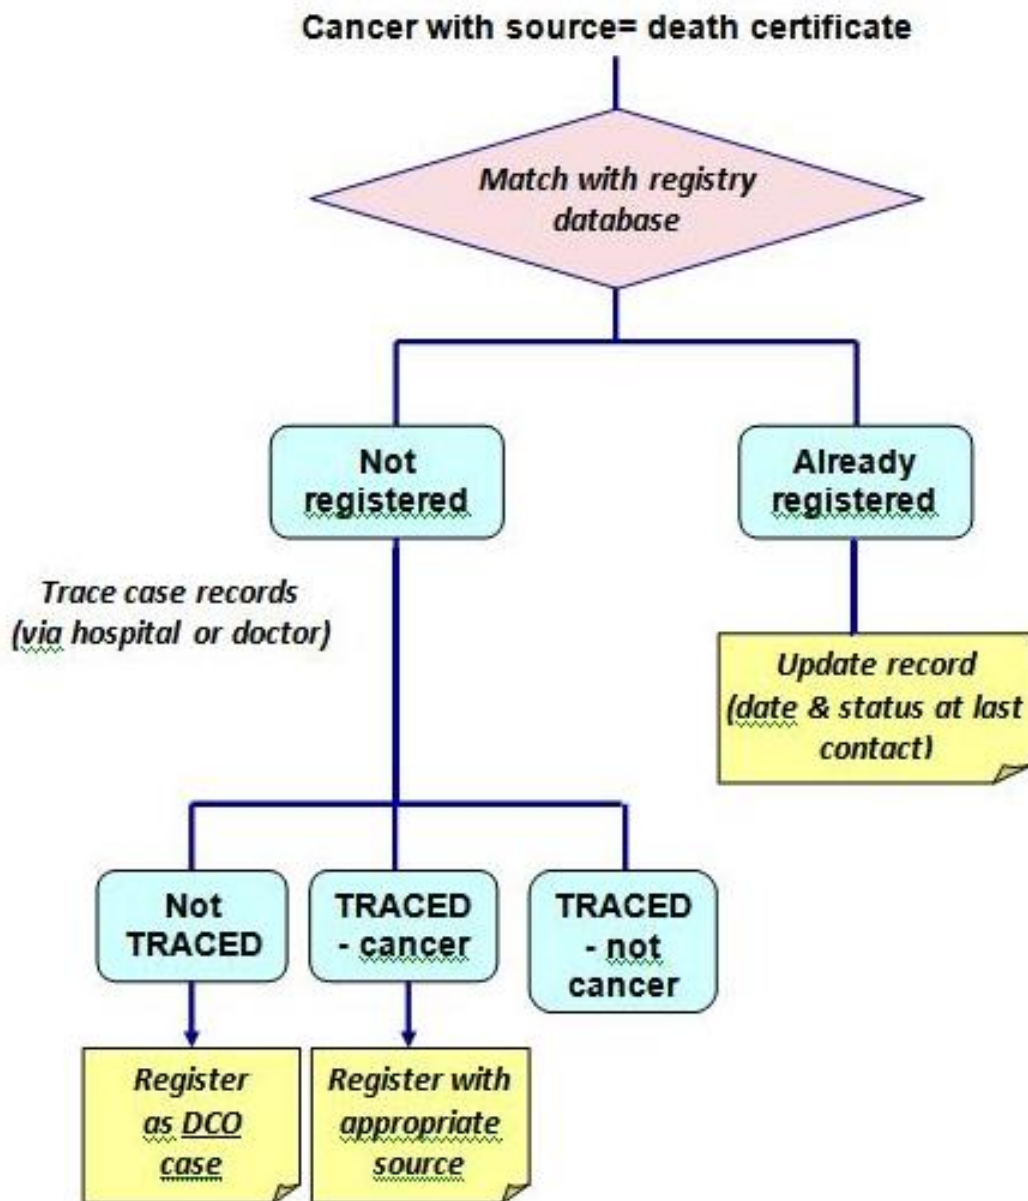 Cancer with source= death certificate
Match with registry
database
Not
registered
Already
registered
Trace case records
(via hospital or doctor)
Update record
(date & status at last
contact)
Not
TRACED
TRACED
- cancer
TRACED
- not
cancer
Register
as DCO
case
Register with
appropriate
source